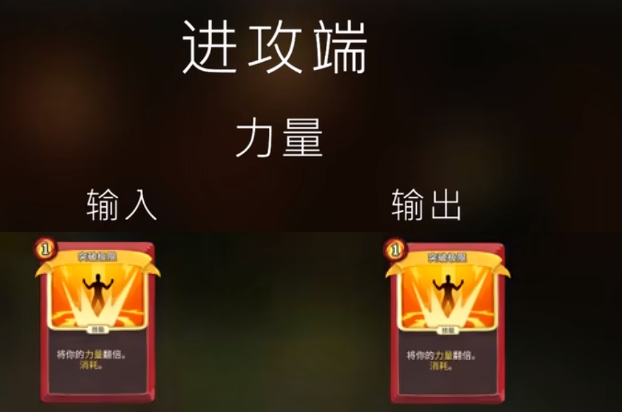 进攻端
力量
输入
输出
1
突破极限
技能
将你的力量翻倍。
消耗。
1
突破极限
技能
将你的力量翻倍。
消耗。